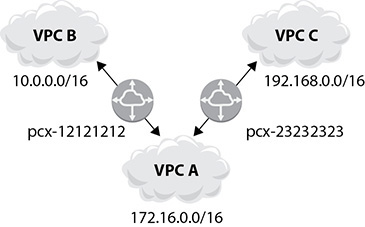 VPC B
VPC C
10.0.0.0/16
192.168.0.0/16
pcx-12121212
pcx-23232323
VPC A
172.16.0.0/16